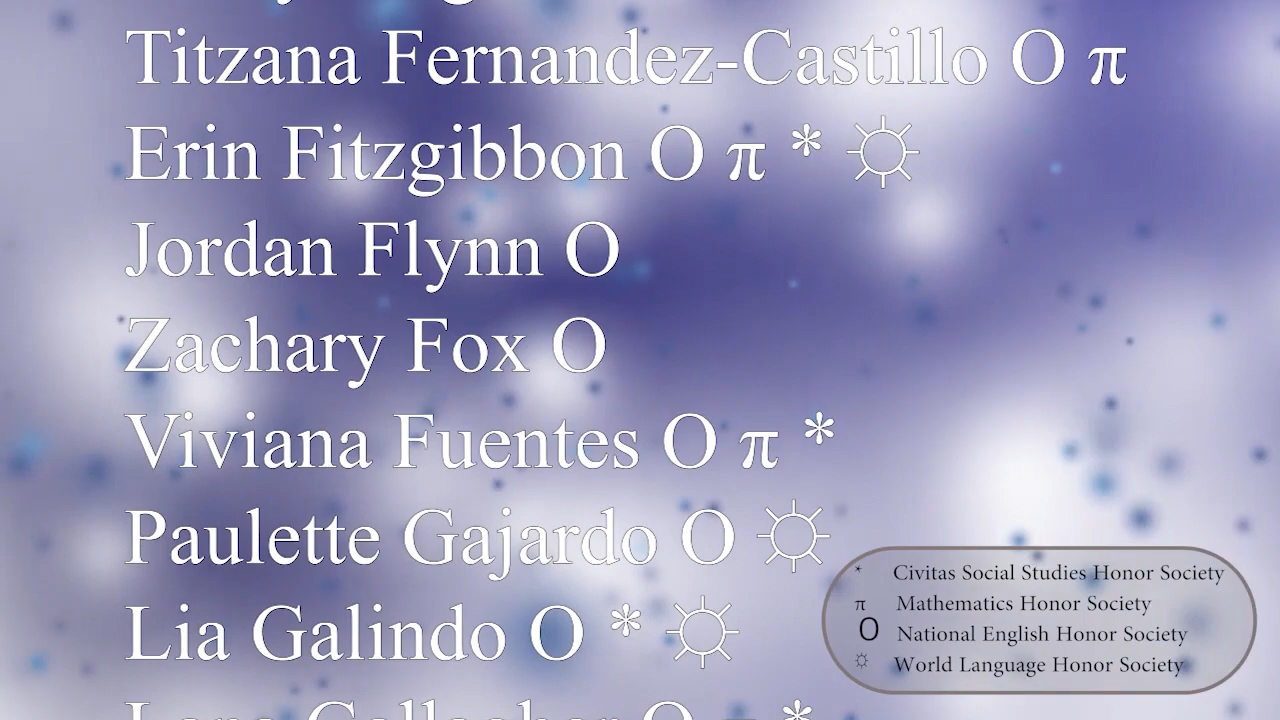 Titzana Fernandez-Castillo O π
Erin Fitzgibbon O π * ☼
Jordan Flynn O
Zachary Fox O
Viviana Fuentes O π *
Paulette Gajardo O ☼
Lia Galindo O * ☼
* Civitas Social Studies Honor Society
π Mathematics Honor Society
O National English Honor Society
☼ World Language Honor Society